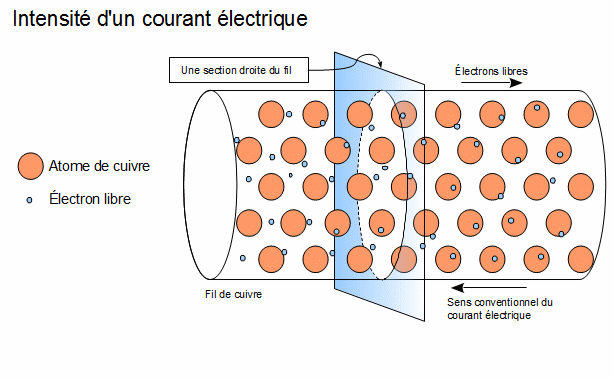 Intensité d'un courant électrique
Une section droite du fil
Électrons libres
Atome de cuivre
Électron libre
Fil de cuivre
Sens conventionnel du
courant électrique